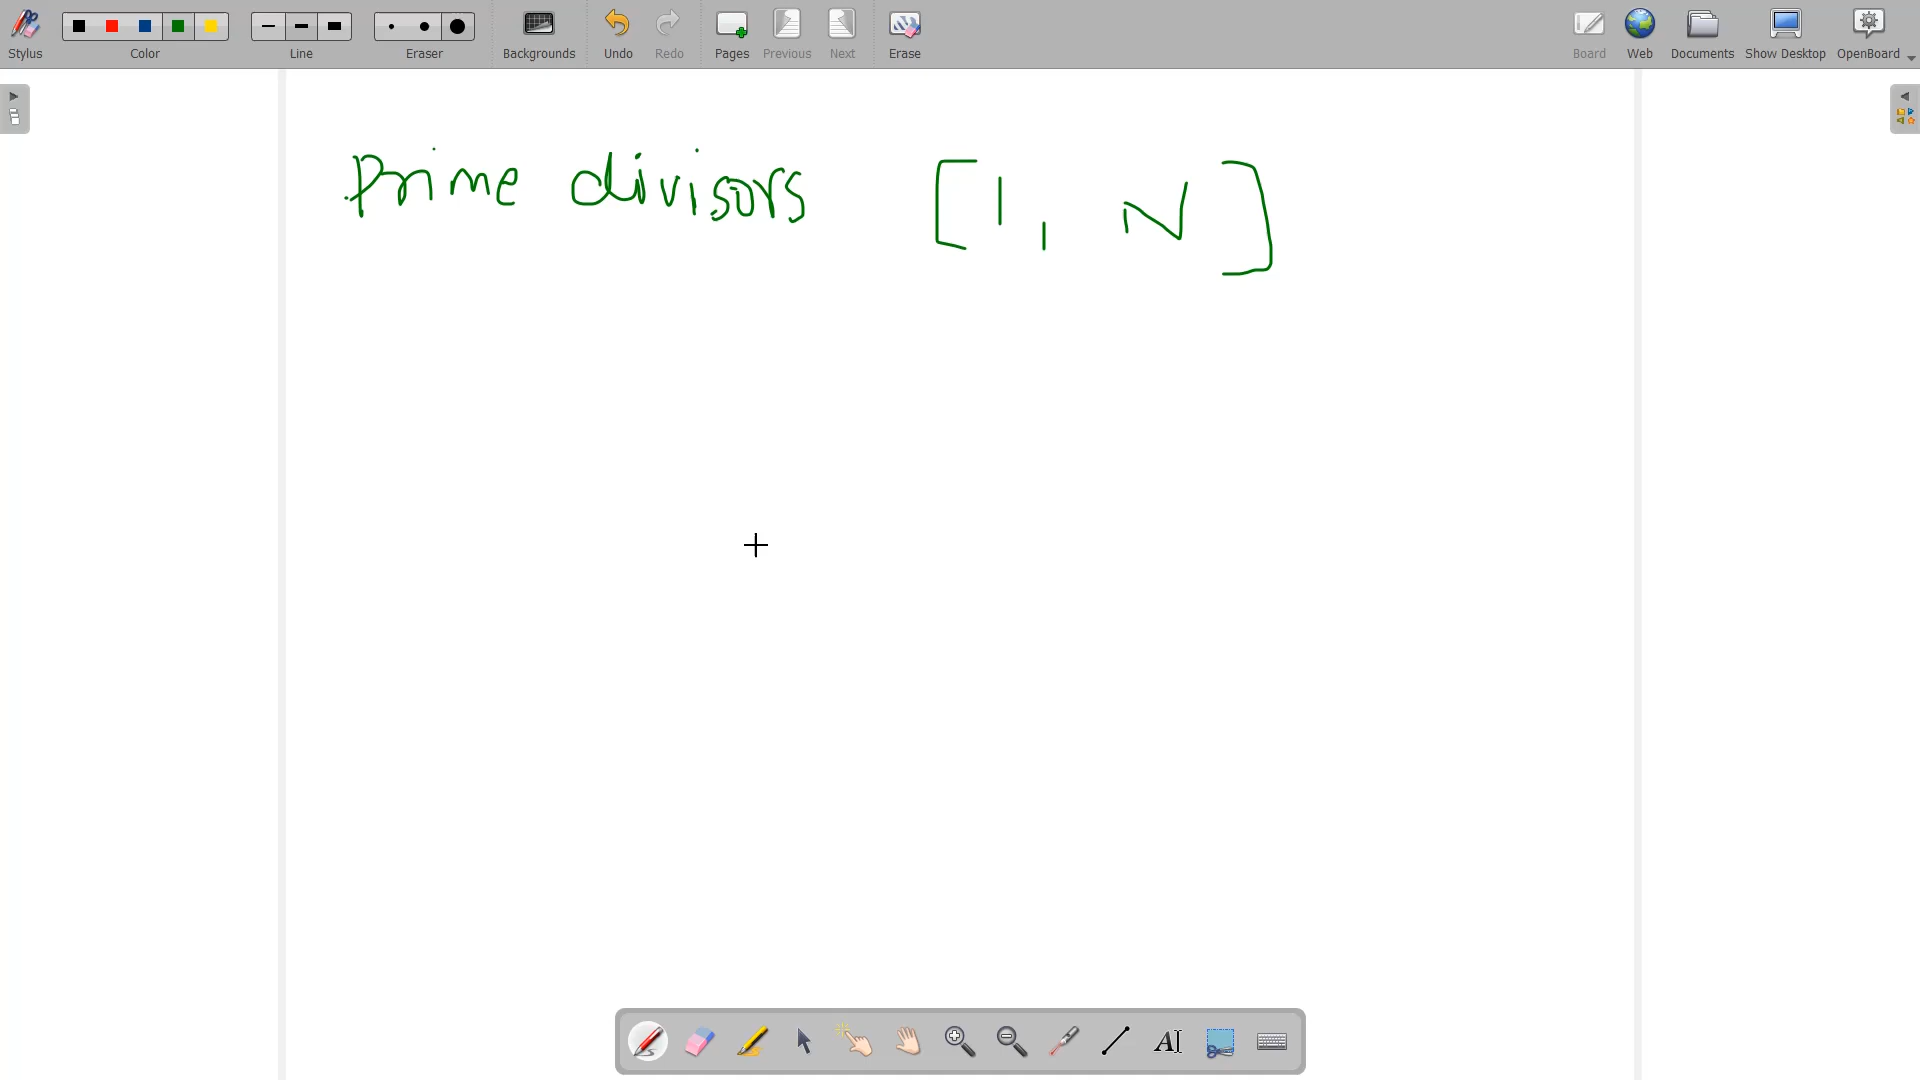 Stylus Color Line Eraser Backgrounds Undo Redo Pages Previous Next Erase Board Web Documents Show Desktop OpenBoard
Prime divisors [1, N]